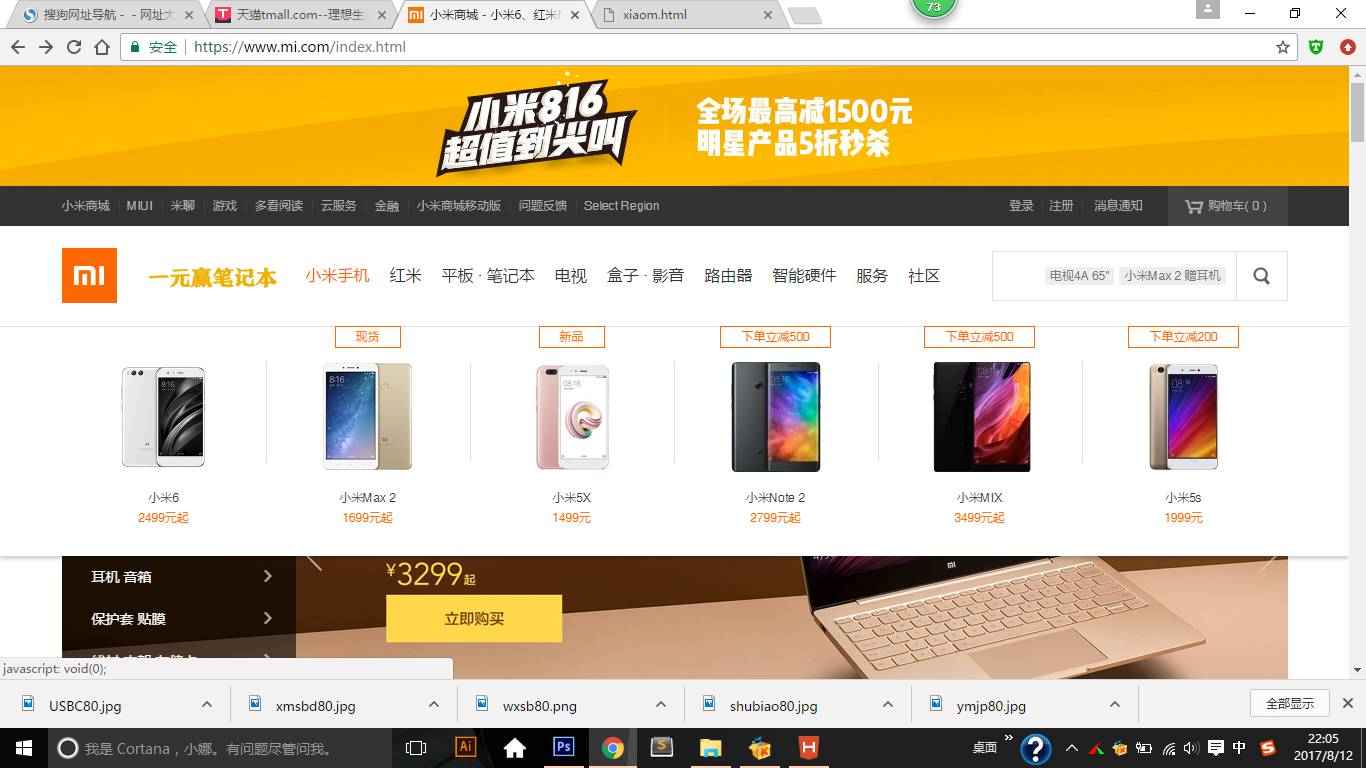 搜狗网址导航 - - 网址大
天猫tmall.com--理想生
小米商城 - 小米6、红米
xiaom.html
73
安全 https://www.mi.com/index.html
小米816
超值到尖叫
全场最高减1500元
明星产品5折秒杀
小米商城 MIUI 米聊 游戏 多看阅读 云服务 金融 小米商城移动版 问题反馈 Select Region
登录 注册 消息通知 购物车( 0 )
一元赢笔记本 小米手机 红米 平板 · 笔记本 电视 盒子 · 影音 路由器 智能硬件 服务 社区
电视4A 65" 小米Max 2 赠耳机
现货 新品 下单立减500 下单立减500 下单立减200
小米6 小米Max 2 小米5X 小米Note 2 小米MIX 小米5s
2499元起 1699元起 1499元 2799元起 3499元起 1999元
耳机 音箱
¥3299起
保护套 贴膜
立即购买
javascript: void(0);
USBC80.jpg xmsbd80.jpg wxsb80.png shubiao80.jpg ymjp80.jpg 全部显示
我是 Cortana，小娜。有问题尽管问我。
桌面
中
22:05
2017/8/12